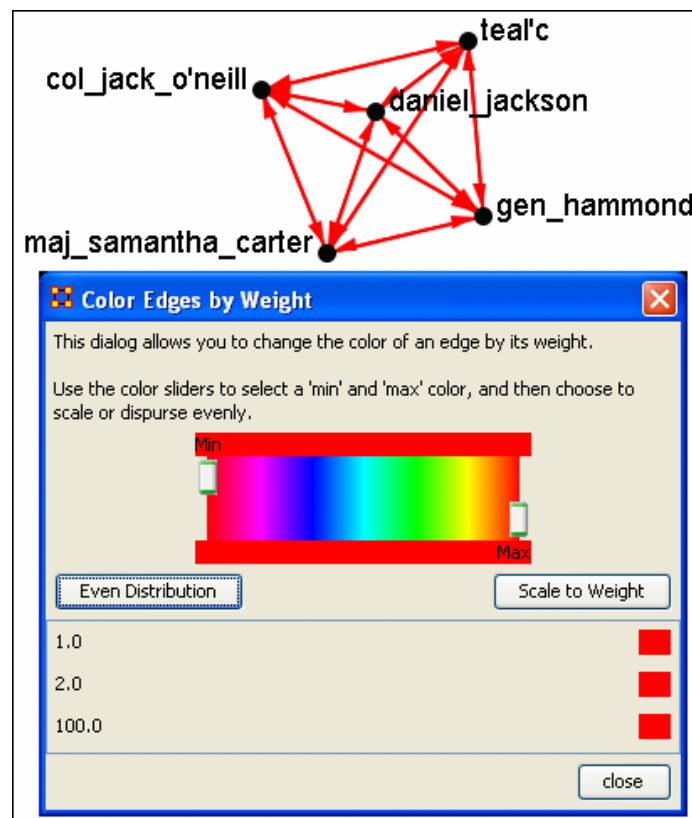 teal'c
col_jack_o'neill
daniel_jackson
gen_hammond
maj_samantha_carter
Color Edges by Weight
This dialog allows you to change the color of an edge by its weight.
Use the color sliders to select a 'min' and 'max' color, and then choose to
scale or dispurse evenly.
Min
Max
Even Distribution
Scale to Weight
1.0
2.0
100.0
close